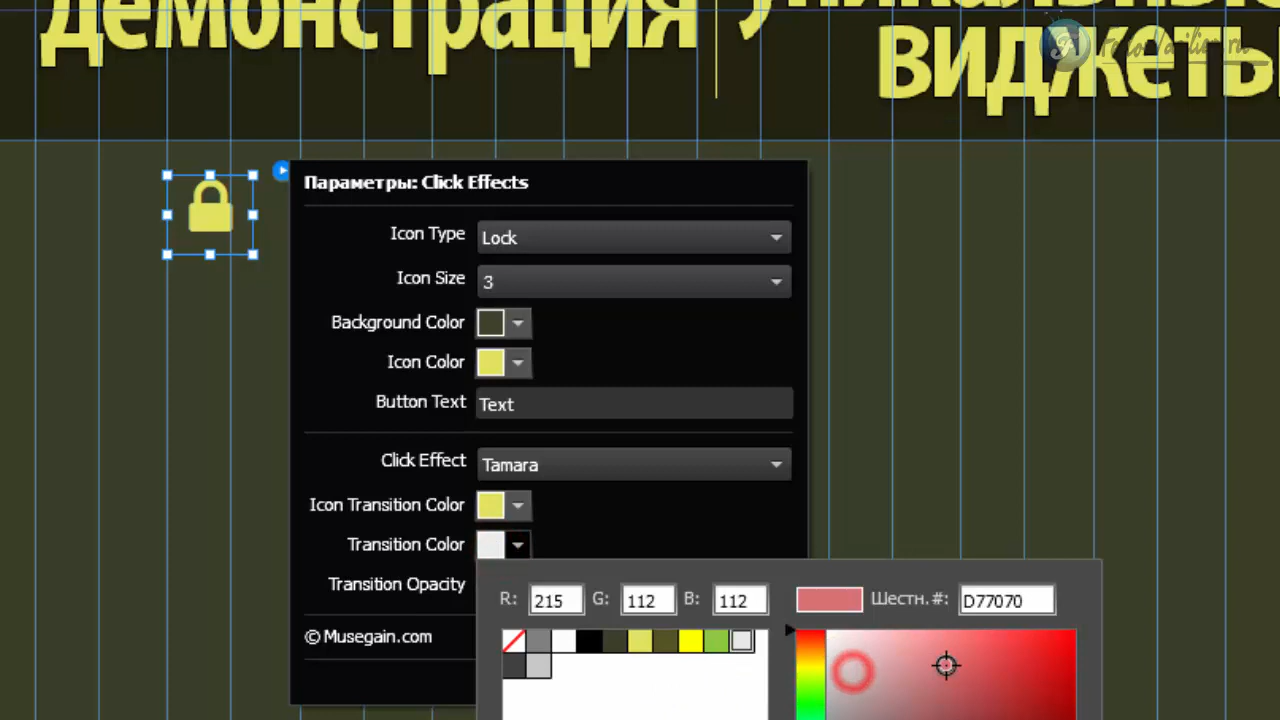 демонстрация
виджеты
Параметры: Click Effects
Icon Type Lock
Icon Size 3
Background Color
Icon Color
Button Text Text
Click Effect Tamara
Icon Transition Color
Transition Color
Transition Opacity
R: 215 G: 112 B: 112 Шестн.#: D77070
© Musegain.com